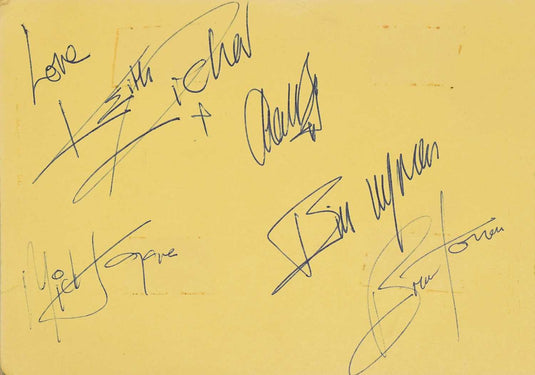 Love
Keith Richard
x
Charlie
Bill Wyman
Mick Jagger
Brian Jones